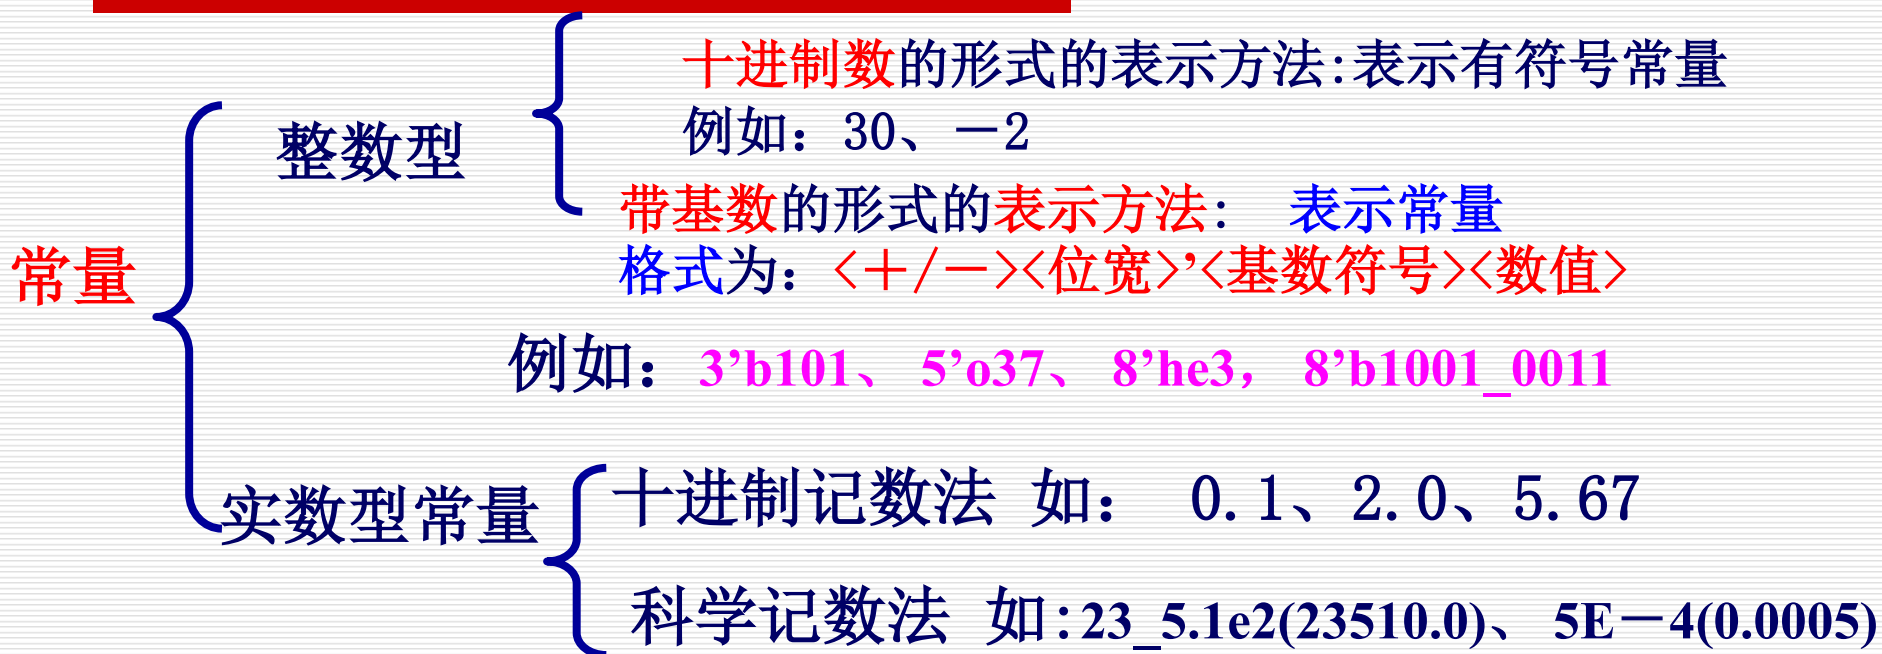 十进制数的形式的表示方法:表示有符号常量
例如：30、－2
整数型
带基数的形式的表示方法： 表示常量
格式为：<＋/－><位宽>’<基数符号><数值>
常量
例如：3’b101、 5’o37、 8’he3， 8’b1001_0011
实数型常量
十进制记数法 如： 0.1、2.0、5.67
科学记数法 如:23_5.1e2(23510.0)、 5E－4(0.0005)